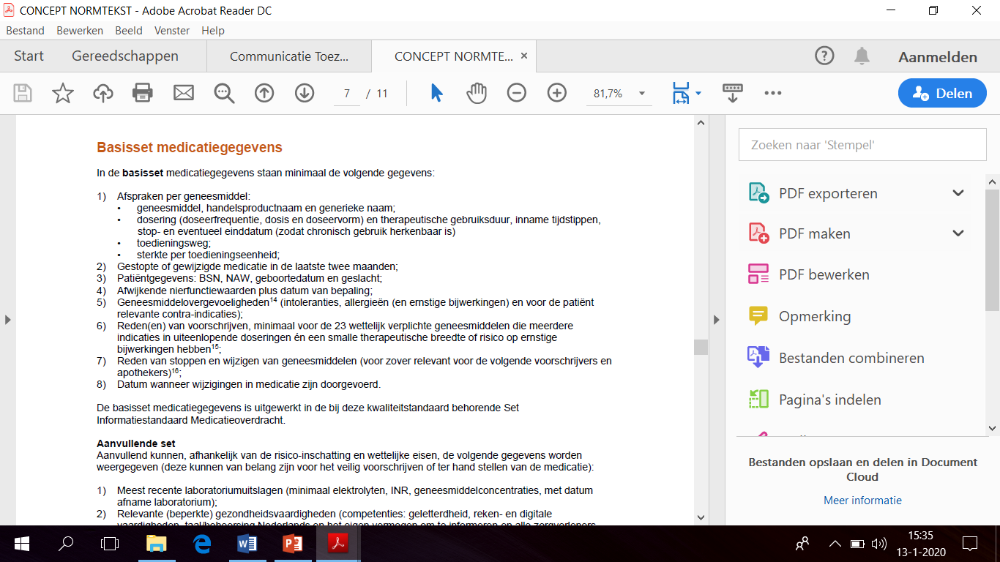 CONCEPT NORMTEKST - Adobe Acrobat Reader DC
Bestand Bewerken Beeld Venster Help
Start Gereedschappen Communicatie Toez... CONCEPT NORMTE... × ? Aanmelden
7 / 11 81,7% Delen
Basisset medicatiegegevens
In de basisset medicatiegegevens staan minimaal de volgende gegevens:
1) Afspraken per geneesmiddel:
• geneesmiddel, handelsproductnaam en generieke naam;
• dosering (doseerfrequentie, dosis en doseervorm) en therapeutische gebruiksduur, inname tijdstippen,
stop- en eventueel einddatum (zodat chronisch gebruik herkenbaar is)
• toedieningsweg;
• sterkte per toedieningseenheid;
2) Gestopte of gewijzigde medicatie in de laatste twee maanden;
3) Patiëntgegevens: BSN, NAW, geboortedatum en geslacht;
4) Afwijkende nierfunctiewaarden plus datum van bepaling;
5) Geneesmiddelovergevoeligheden14 (intoleranties, allergieën (en ernstige bijwerkingen) en voor de patiënt
relevante contra-indicaties);
6) Reden(en) van voorschrijven, minimaal voor de 23 wettelijk verplichte geneesmiddelen die meerdere
indicaties in uiteenlopende doseringen én een smalle therapeutische breedte of risico op ernstige
bijwerkingen hebben15;
7) Reden van stoppen en wijzigen van geneesmiddelen (voor zover relevant voor de volgende voorschrijvers en
apothekers)16;
8) Datum wanneer wijzigingen in medicatie zijn doorgevoerd.
De basisset medicatiegegevens is uitgewerkt in de bij deze kwaliteitstandaard behorende Set
Informatiestandaard Medicatieoverdracht.
Aanvullende set
Aanvullend kunnen, afhankelijk van de risico-inschatting en wettelijke eisen, de volgende gegevens worden
weergegeven (deze kunnen van belang zijn voor het veilig voorschrijven of ter hand stellen van de medicatie):
1) Meest recente laboratoriumuitslagen (minimaal elektrolyten, INR, geneesmiddelconcentraties, met datum
afname laboratorium);
2) Relevante (beperkte) gezondheidsvaardigheden (competenties: geletterdheid, reken- en digitale
Zoeken naar 'Stempel'
PDF exporteren
PDF maken
PDF bewerken
Opmerking
Bestanden combineren
Pagina's indelen
Bestanden opslaan en delen in Document
Cloud
Meer informatie
15:35
13-1-2020